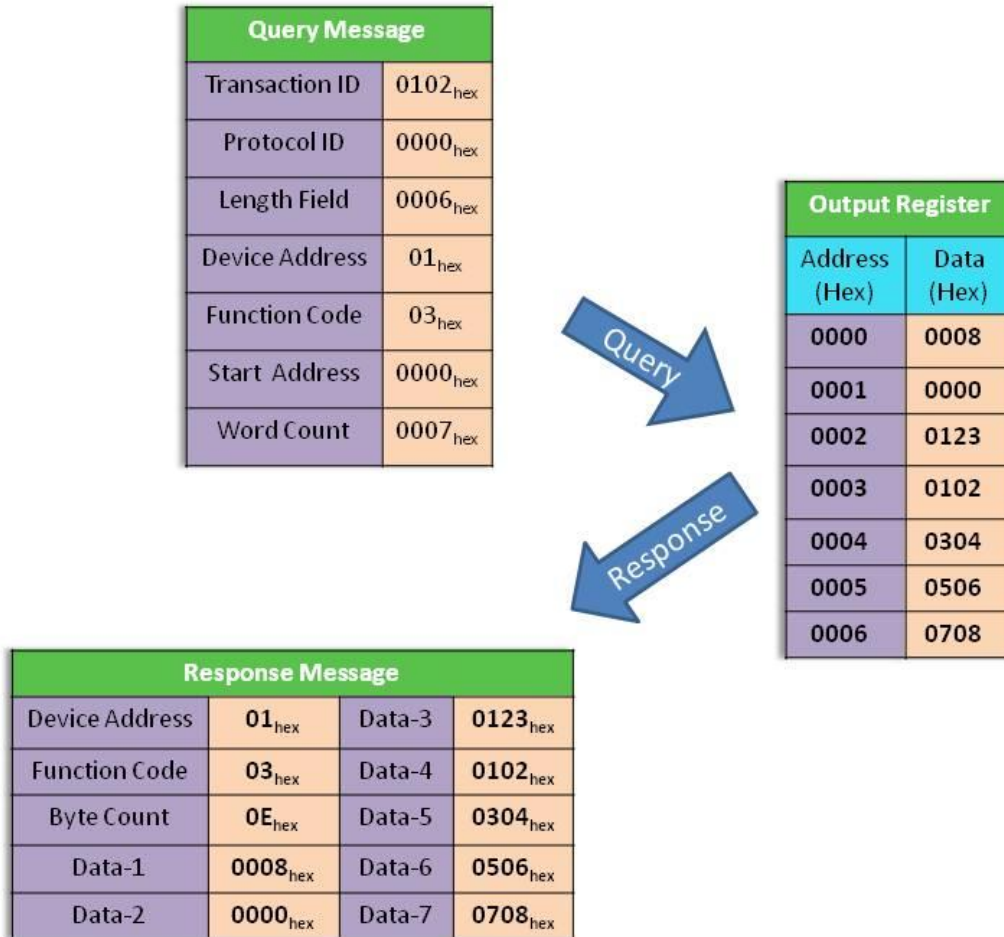 Query Message
Transaction ID 0102hex
Protocol ID 0000hex
Length Field 0006hex
Device Address 01hex
Function Code 03hex
Start Address 0000hex
Word Count 0007hex
Query
Output Register
Address (Hex) Data (Hex)
0000 0008
0001 0000
0002 0123
0003 0102
0004 0304
0005 0506
0006 0708
Response
Response Message
Device Address 01hex Data-3 0123hex
Function Code 03hex Data-4 0102hex
Byte Count 0Ehex Data-5 0304hex
Data-1 0008hex Data-6 0506hex
Data-2 0000hex Data-7 0708hex